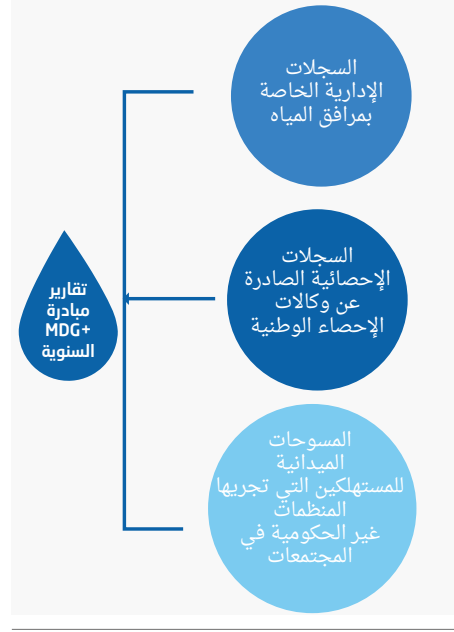 السجلات
الإدارية الخاصة
بمرافق المياه
السجلات
الإحصائية الصادرة
عن وكالات
الإحصاء الوطنية
المسوحات
الميدانية
للمستهلكين التي تجريها
المنظمات
غير الحكومية في
المجتمعات
تقارير
مبادرة
MDG+
السنوية